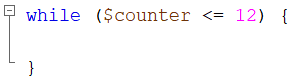 while ($counter <= 12) {
}